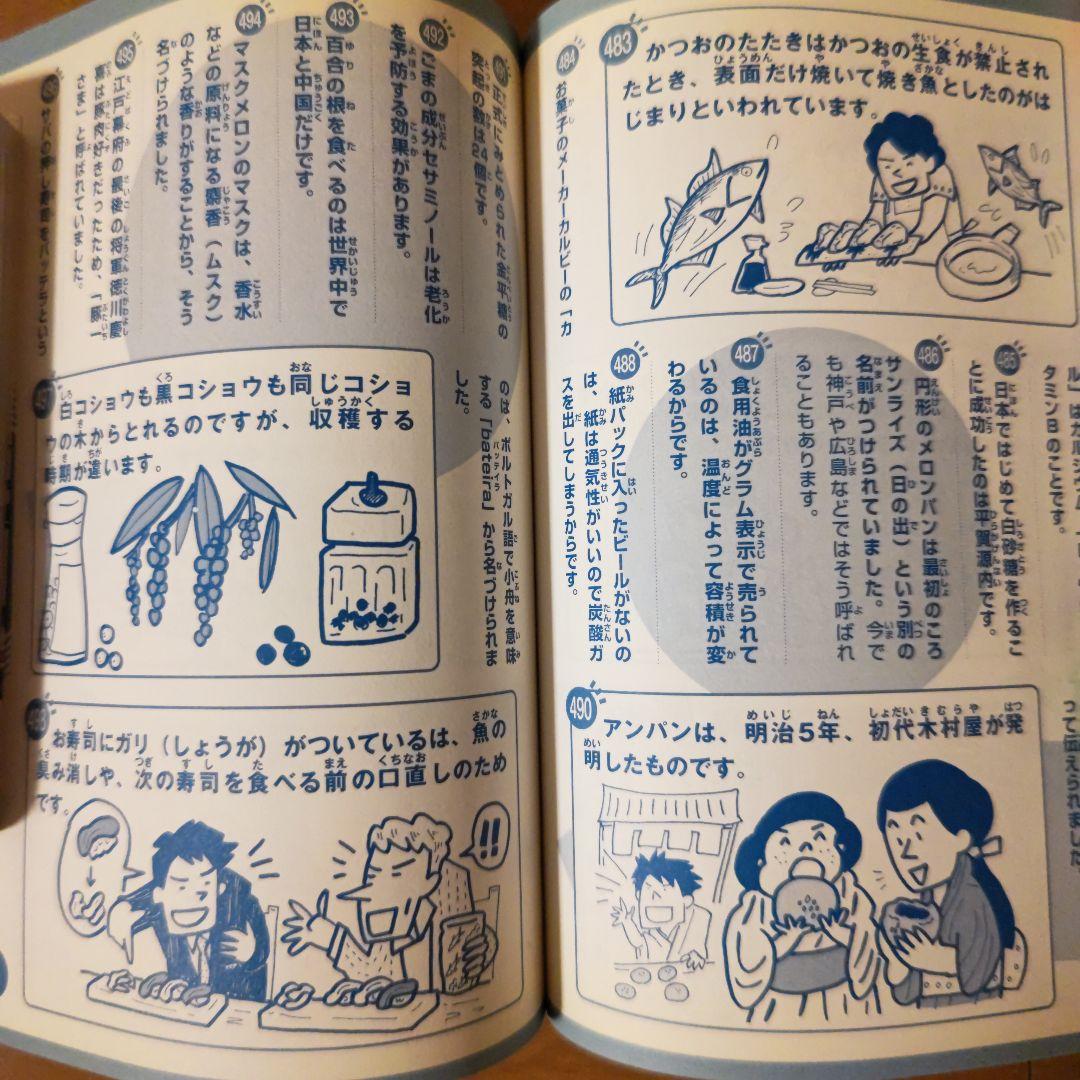 483
かつおのたたきはかつおの生食が禁止され
たとき、表面だけ焼いて焼き魚としたのがは
じまりといわれています。
484
お菓子のメーカーカルビーの「カ
ル」はカルシウム
タミンBのことです。
485
日本ではじめて白砂糖を作るこ
とに成功したのは平賀源内です。
486
円形のメロンパンは最初のころ
サンライズ(日の出)という別の
名前がつけられていました。今で
も神戸や広島などではそう呼ばれ
ることもあります。
487
食用油がグラム表示で売られて
いるのは、温度によって容積が変
わるからです。
488
紙パックに入ったビールがないの
は、紙は通気性がいいので炭酸ガ
スを出してしまうからです。
って伝えられました。
490
アンパンは、明治5年、初代木村屋が発
明したものです。
正式にみとめられた金平糖の
突起の数は24個です。
492
ごまの成分セサミノールは老化
を予防する効果があります。
493
百合の根を食べるのは世界中で
日本と中国だけです。
494
マスクメロンのマスクは、香水
などの原料になる麝香(ムスク)
のような香りがすることから、そう
名づけられました。
495
江戸幕府の最後の将軍徳川慶
喜は豚肉好きだったため、「豚一
さま」と呼ばれていました。
サバの押し寿司をバッテラという
のは、ポルトガル語で小舟を意味
する「bateira」から名づけられま
した。
497
白コショウも黒コショウも同じコショ
ウの木からとれるのですが、収穫する
時期が違います。
お寿司にガリ(しょうが)がついているは、魚の
臭み消しや、次の寿司を食べる前の口直しのため
です。
!!